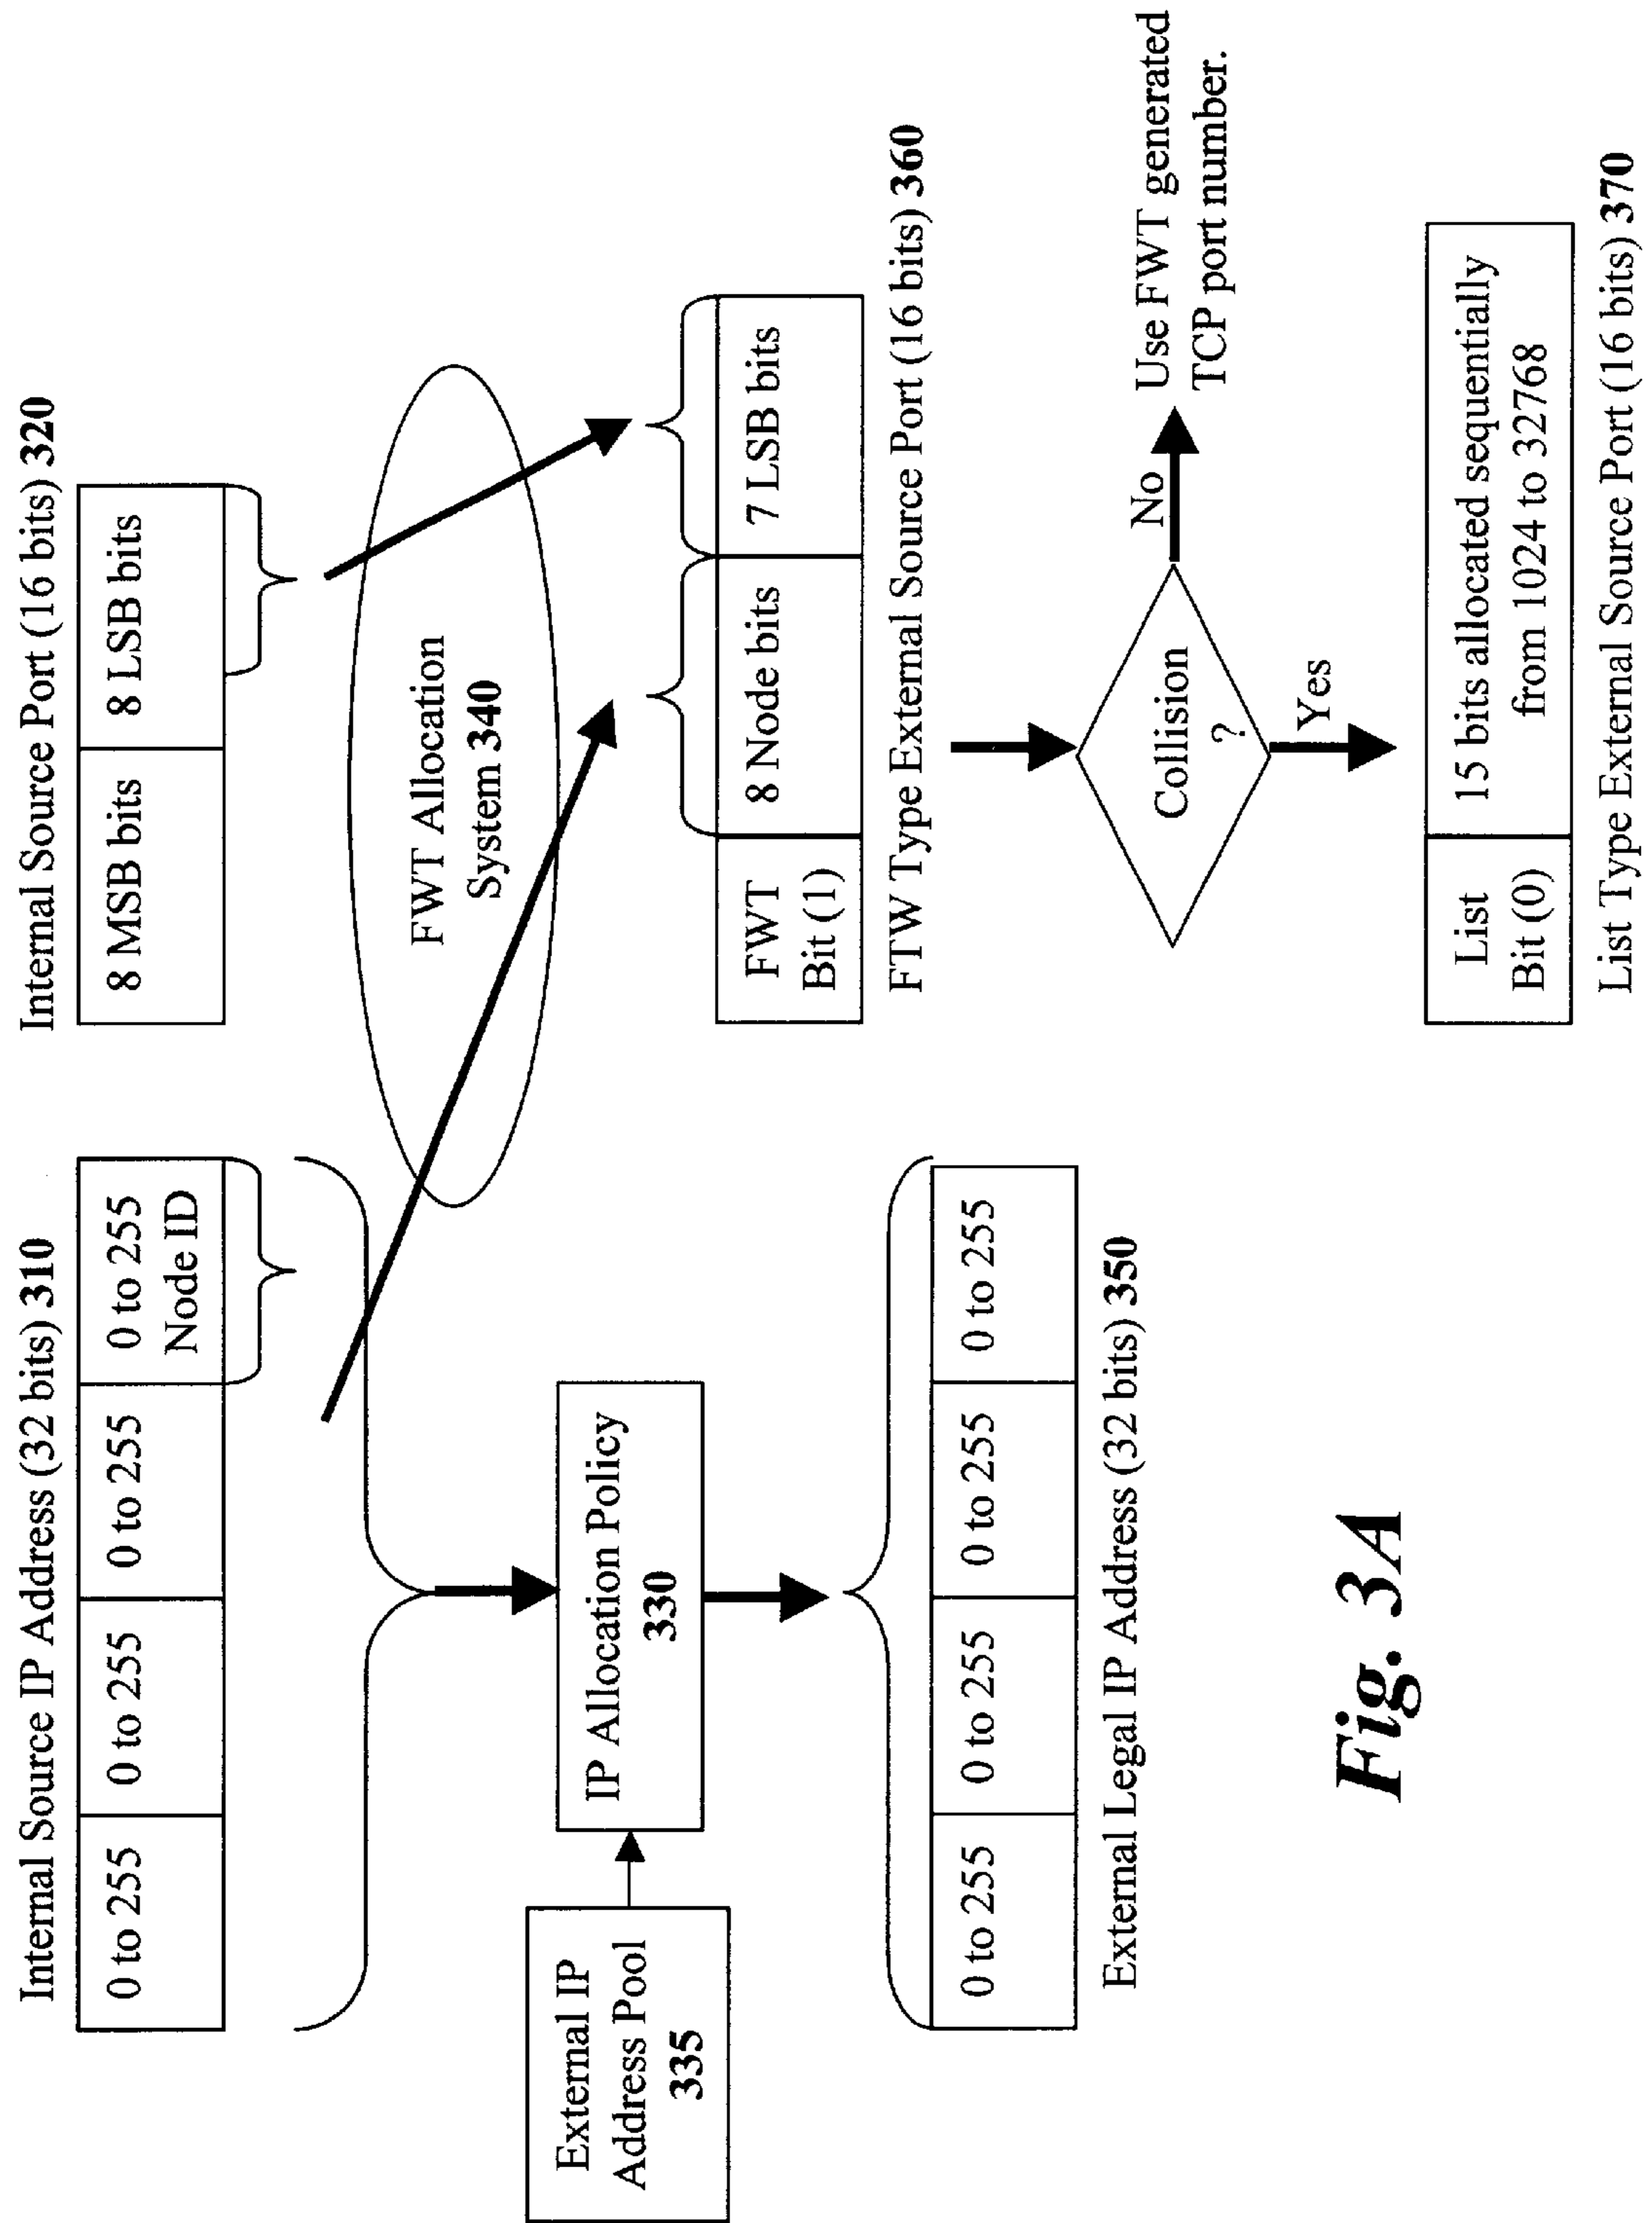 Internal Source IP Address (32 bits) 310
0 to 255
0 to 255
0 to 255
0 to 255
Node ID
Internal Source Port (16 bits) 320
8 MSB bits
8 LSB bits
FWT Allocation
System 340
External IP
Address Pool
335
IP Allocation Policy
330
FWT
Bit (1)
8 Node bits
7 LSB bits
FTW Type External Source Port (16 bits) 360
0 to 255
0 to 255
0 to 255
0 to 255
External Legal IP Address (32 bits) 350
Collision
?
No
Use FWT generated
TCP port number.
Yes
List
Bit (0)
15 bits allocated sequentially
from 1024 to 32768
List Type External Source Port (16 bits) 370
Fig. 3A